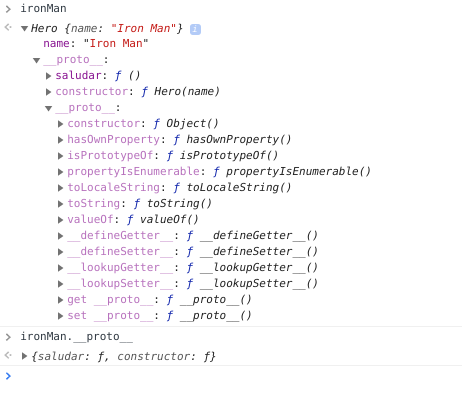 ironMan
Hero {name: "Iron Man"} i
name: "Iron Man"
__proto__:
saludar: ƒ ()
constructor: ƒ Hero(name)
__proto__:
constructor: ƒ Object()
hasOwnProperty: ƒ hasOwnProperty()
isPrototypeOf: ƒ isPrototypeOf()
propertyIsEnumerable: ƒ propertyIsEnumerable()
toLocaleString: ƒ toLocaleString()
toString: ƒ toString()
valueOf: ƒ valueOf()
__defineGetter__: ƒ __defineGetter__()
__defineSetter__: ƒ __defineSetter__()
__lookupGetter__: ƒ __lookupGetter__()
__lookupSetter__: ƒ __lookupSetter__()
get __proto__: ƒ __proto__()
set __proto__: ƒ __proto__()
ironMan.__proto__
{saludar: ƒ, constructor: ƒ}